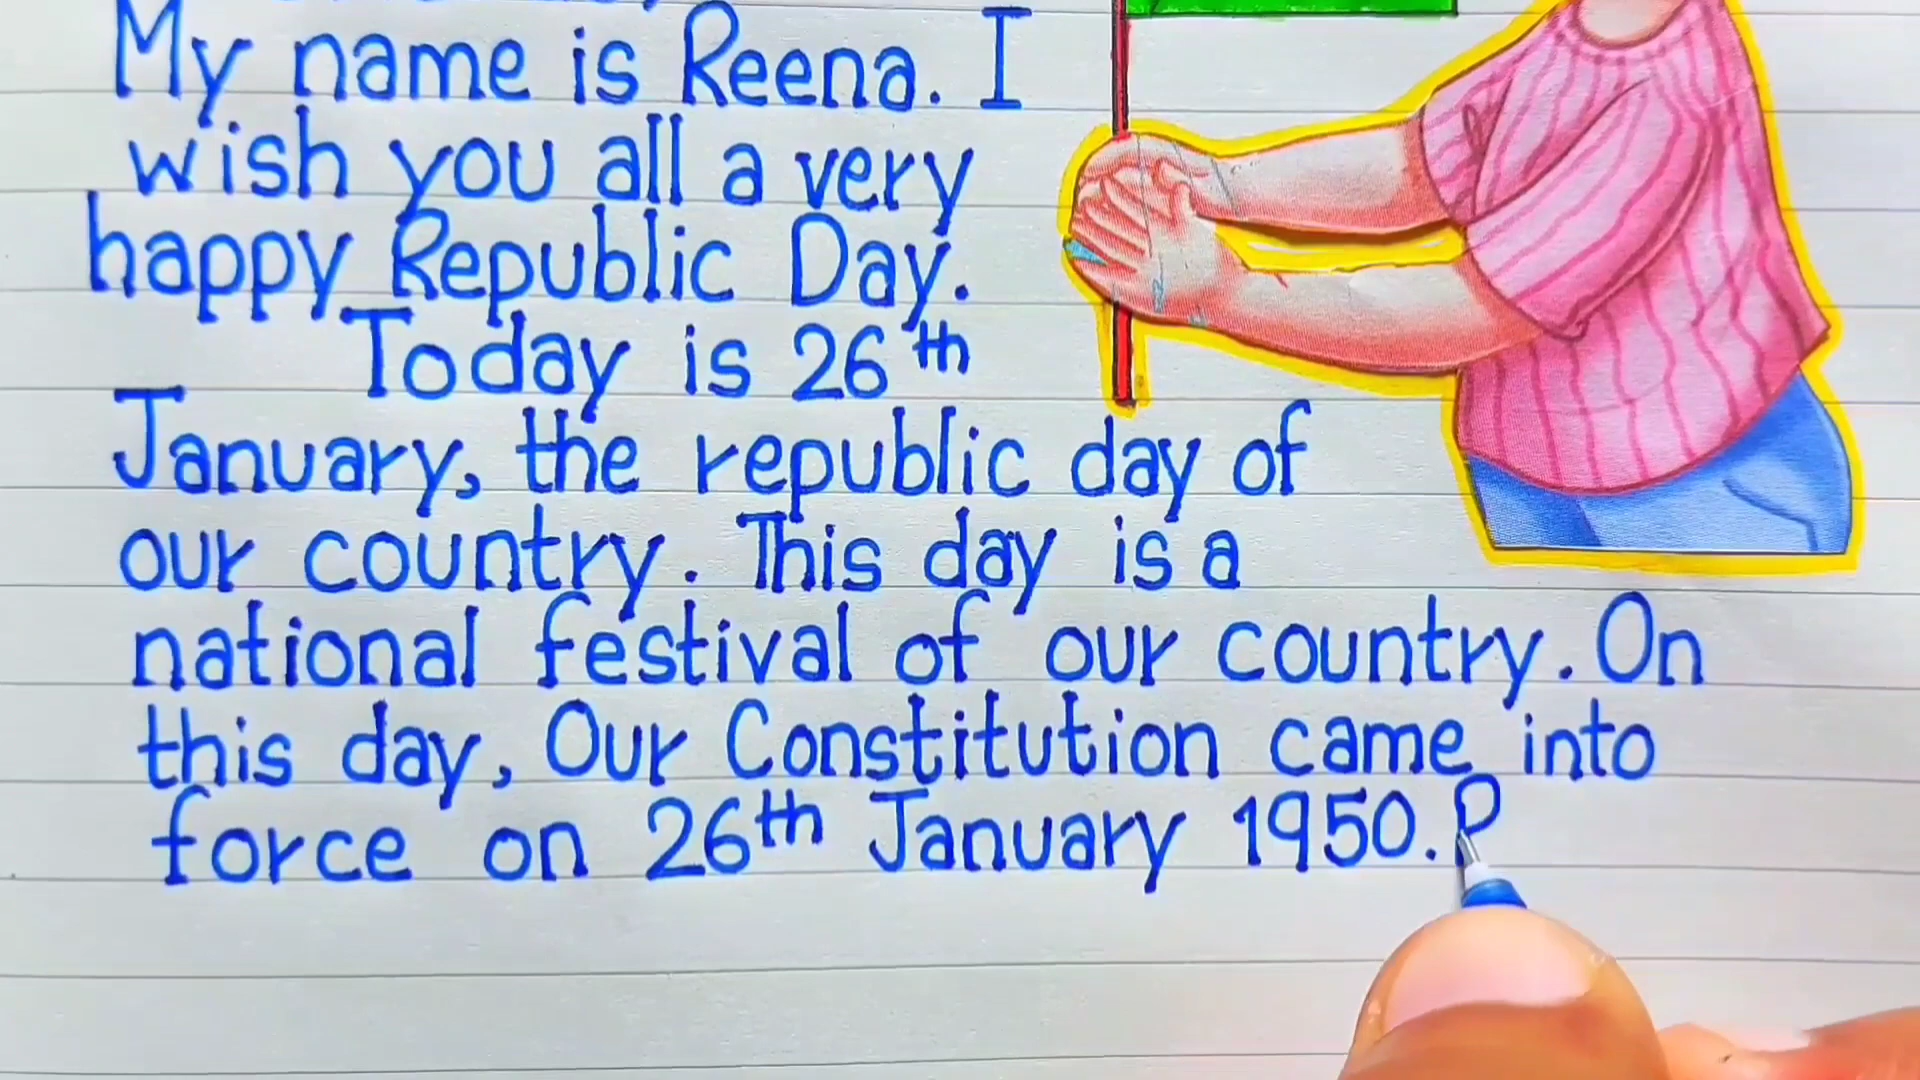 My name is Reena. I
wish you all a very
happy Republic Day.
Today is 26th
January, the republic day of
our country. This day is a
national festival of our country. On
this day, Our Constitution came into
force on 26th January 1950. P